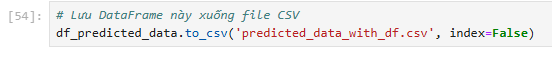 [54]: # Lưu DataFrame này xuống file CSV
df_predicted_data.to_csv('predicted_data_with_df.csv', index=False)